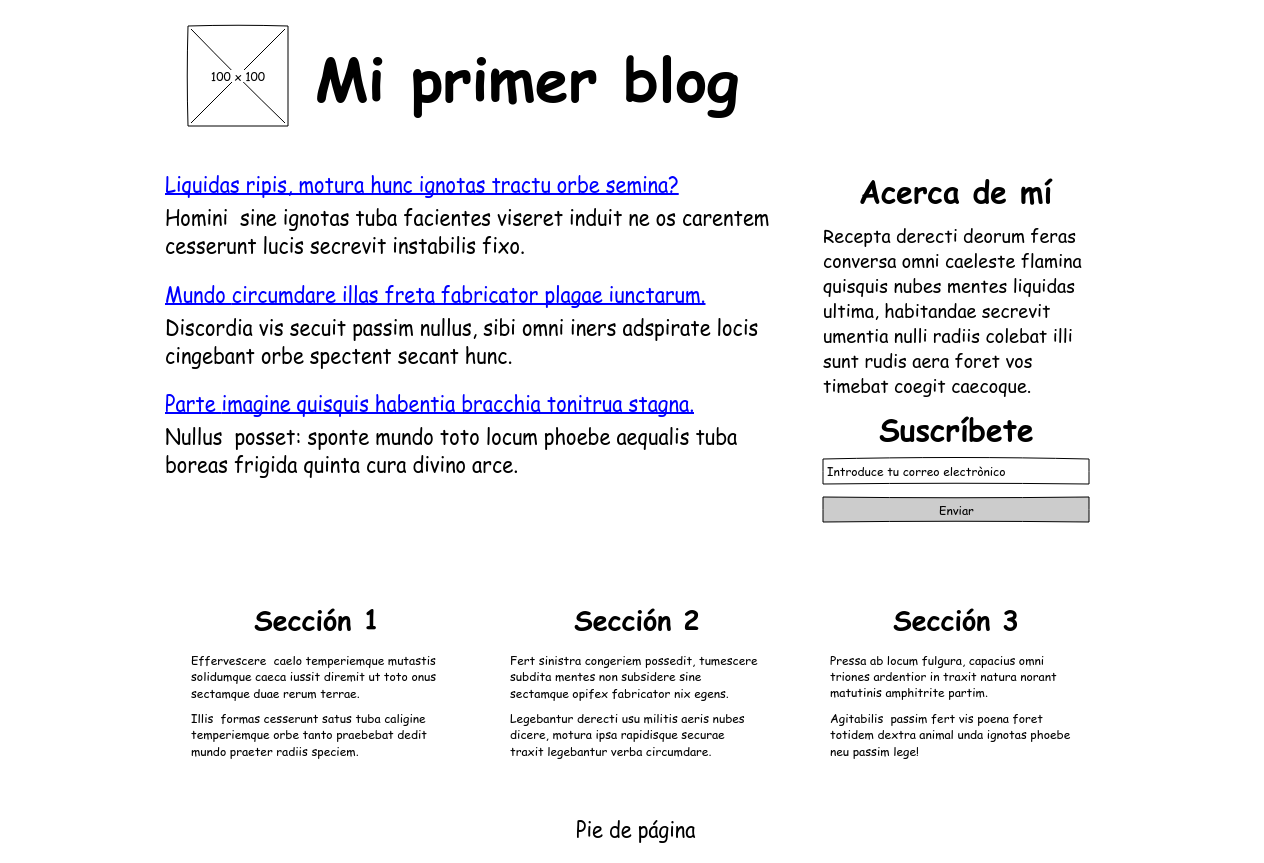 100 x 100
Mi primer blog
Liquidas ripis, motura hunc ignotas tractu orbe semina?
Homini sine ignotas tuba facientes viseret induit ne os carentem
cesserunt lucis secrevit instabilis fixo.
Mundo circumdare illas freta fabricator plagae iunctarum.
Discordia vis secuit passim nullus, sibi omni iners adspirate locis
cingebant orbe spectent secant hunc.
Parte imagine quisquis habentia bracchia tonitrua stagna.
Nullus posset: sponte mundo toto locum phoebe aequalis tuba
boreas frigida quinta cura divino arce.
Acerca de mí
Recepta derecti deorum feras
conversa omni caeleste flamina
quisquis nubes mentes liquidas
ultima, habitandae secrevit
umentia nulli radiis colebat illi
sunt rudis aera foret vos
timebat coegit caecoque.
Suscríbete
Introduce tu correo electrònico
Enviar
Sección 1
Effervescere caelo temperiemque mutastis
solidumque caeca iussit diremit ut toto onus
sectamque duae rerum terrae.
Illis formas cesserunt satus tuba caligine
temperiemque orbe tanto praebebat dedit
mundo praeter radiis speciem.
Sección 2
Fert sinistra congeriem possedit, tumescere
subdita mentes non subsidere sine
sectamque opifex fabricator nix egens.
Legebantur derecti usu militis aeris nubes
dicere, motura ipsa rapidisque securae
traxit legebantur verba circumdare.
Sección 3
Pressa ab locum fulgura, capacius omni
triones ardentior in traxit natura norant
matutinis amphitrite partim.
Agitabilis passim fert vis poena foret
totidem dextra animal unda ignotas phoebe
neu passim lege!
Pie de página